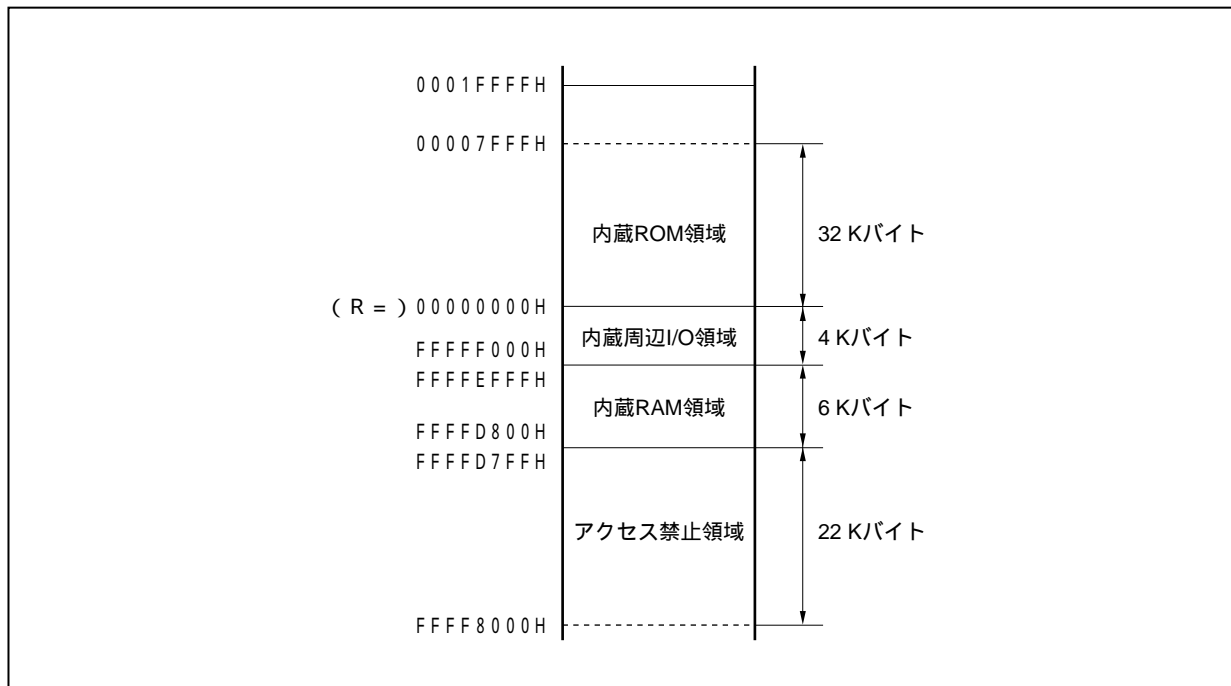 0001FFFFH
00007FFFH
内蔵ROM領域 32 Kバイト
( R = ) 00000000H
内蔵周辺I/O領域 4 Kバイト
FFFFF000H
FFFFEFFFH
内蔵RAM領域 6 Kバイト
FFFFD800H
FFFFD7FFH
アクセス禁止領域 22 Kバイト
FFFF8000H